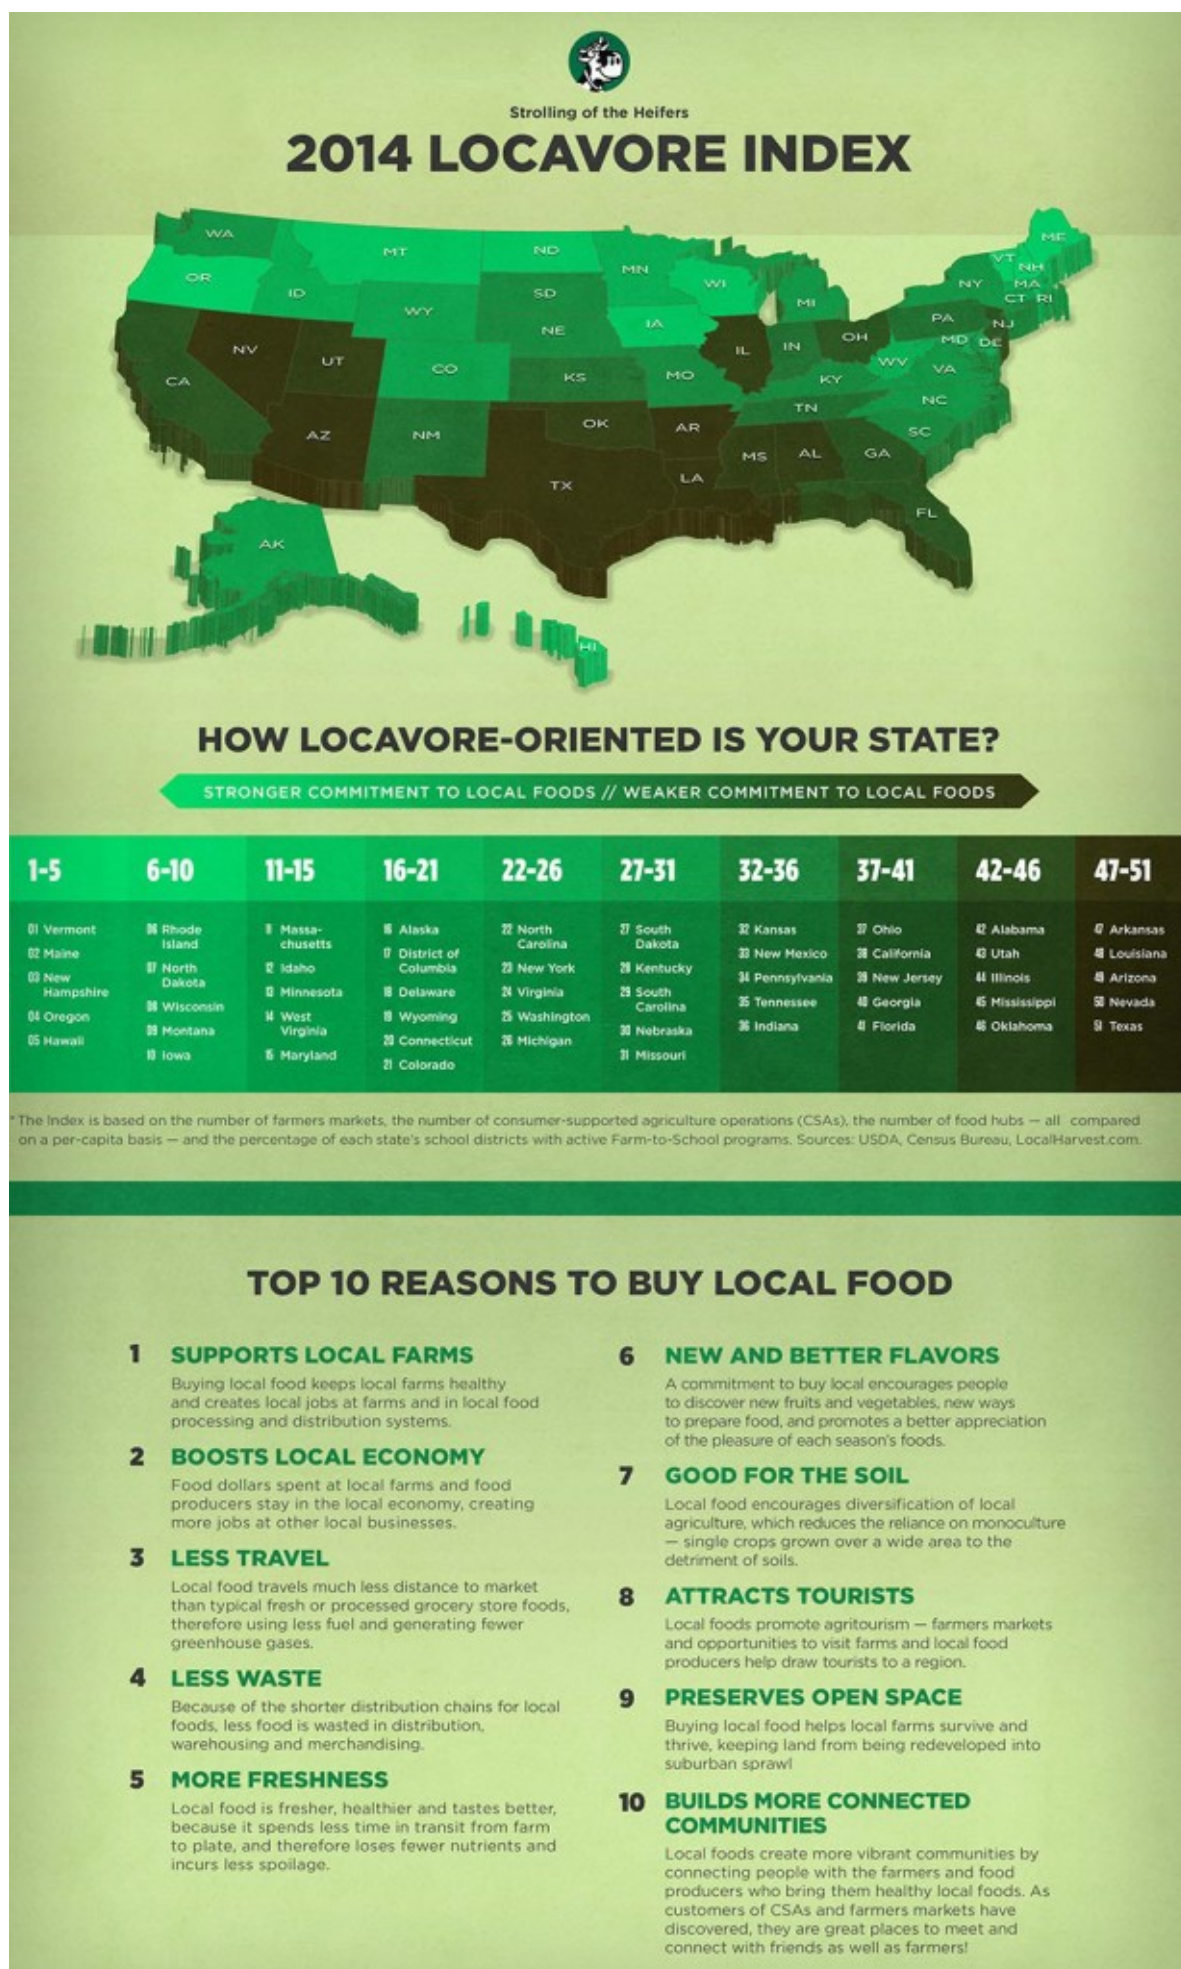 Strolling of the Heifers
2014 LOCAVORE INDEX
WA
MT
ND
MN
WI
MI
ME
VT
NH
NY
MA
CT RI
OR
ID
WY
SD
NE
IA
IL
IN
OH
PA
NJ
MD DE
WV
VA
NV
UT
CO
KS
MO
KY
NC
CA
AZ
NM
OK
AR
TN
SC
MS
AL
GA
LA
TX
FL
AK
HI
HOW LOCAVORE-ORIENTED IS YOUR STATE?
STRONGER COMMITMENT TO LOCAL FOODS // WEAKER COMMITMENT TO LOCAL FOODS
1-5
01 Vermont
02 Maine
03 New
Hampshire
04 Oregon
05 Hawaii
6-10
06 Rhode
Island
07 North
Dakota
08 Wisconsin
09 Montana
10 Iowa
11-15
11 Massa-
chusetts
12 Idaho
13 Minnesota
14 West
Virginia
15 Maryland
16-21
16 Alaska
17 District of
Columbia
18 Delaware
19 Wyoming
20 Connecticut
21 Colorado
22-26
22 North
Carolina
23 New York
24 Virginia
25 Washington
26 Michigan
27-31
27 South
Dakota
28 Kentucky
29 South
Carolina
30 Nebraska
31 Missouri
32-36
32 Kansas
33 New Mexico
34 Pennsylvania
35 Tennessee
36 Indiana
37-41
37 Ohio
38 California
39 New Jersey
40 Georgia
41 Florida
42-46
42 Alabama
43 Utah
44 Illinois
45 Mississippi
46 Oklahoma
47-51
47 Arkansas
48 Louisiana
49 Arizona
50 Nevada
51 Texas
* The Index is based on the number of farmers markets, the number of consumer-supported agriculture operations (CSAs), the number of food hubs — all compared
on a per-capita basis — and the percentage of each state's school districts with active Farm-to-School programs. Sources: USDA, Census Bureau, LocalHarvest.com.
TOP 10 REASONS TO BUY LOCAL FOOD
1 SUPPORTS LOCAL FARMS
Buying local food keeps local farms healthy
and creates local jobs at farms and in local food
processing and distribution systems.
2 BOOSTS LOCAL ECONOMY
Food dollars spent at local farms and food
producers stay in the local economy, creating
more jobs at other local businesses.
3 LESS TRAVEL
Local food travels much less distance to market
than typical fresh or processed grocery store foods,
therefore using less fuel and generating fewer
greenhouse gases.
4 LESS WASTE
Because of the shorter distribution chains for local
foods, less food is wasted in distribution,
warehousing and merchandising.
5 MORE FRESHNESS
Local food is fresher, healthier and tastes better,
because it spends less time in transit from farm
to plate, and therefore loses fewer nutrients and
incurs less spoilage.
6 NEW AND BETTER FLAVORS
A commitment to buy local encourages people
to discover new fruits and vegetables, new ways
to prepare food, and promotes a better appreciation
of the pleasure of each season's foods.
7 GOOD FOR THE SOIL
Local food encourages diversification of local
agriculture, which reduces the reliance on monoculture
— single crops grown over a wide area to the
detriment of soils.
8 ATTRACTS TOURISTS
Local foods promote agritourism — farmers markets
and opportunities to visit farms and local food
producers help draw tourists to a region.
9 PRESERVES OPEN SPACE
Buying local food helps local farms survive and
thrive, keeping land from being redeveloped into
suburban sprawl
10 BUILDS MORE CONNECTED
COMMUNITIES
Local foods create more vibrant communities by
connecting people with the farmers and food
producers who bring them healthy local foods. As
customers of CSAs and farmers markets have
discovered, they are great places to meet and
connect with friends as well as farmers!